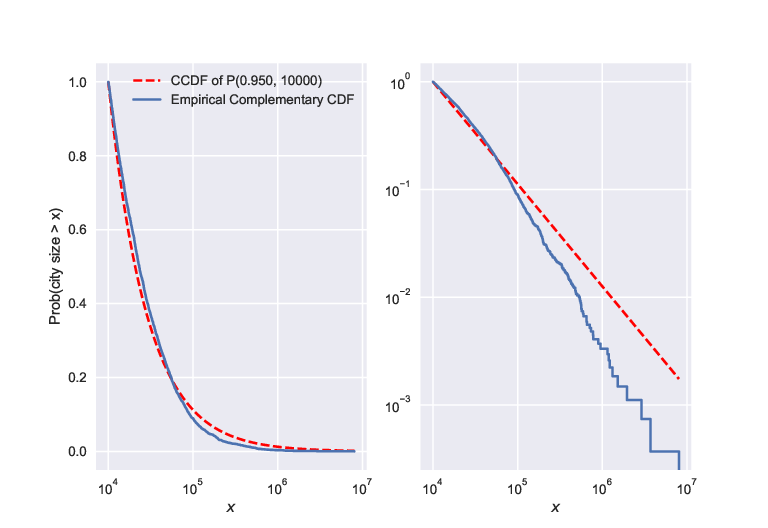 CCDF of P(0.950, 10000)
Empirical Complementary CDF
Prob(city size > x)
1.0
0.8
0.6
0.4
0.2
0.0
10⁴ 10⁵ 10⁶ 10⁷
x
10⁰
10⁻¹
10⁻²
10⁻³
10⁴ 10⁵ 10⁶ 10⁷
x